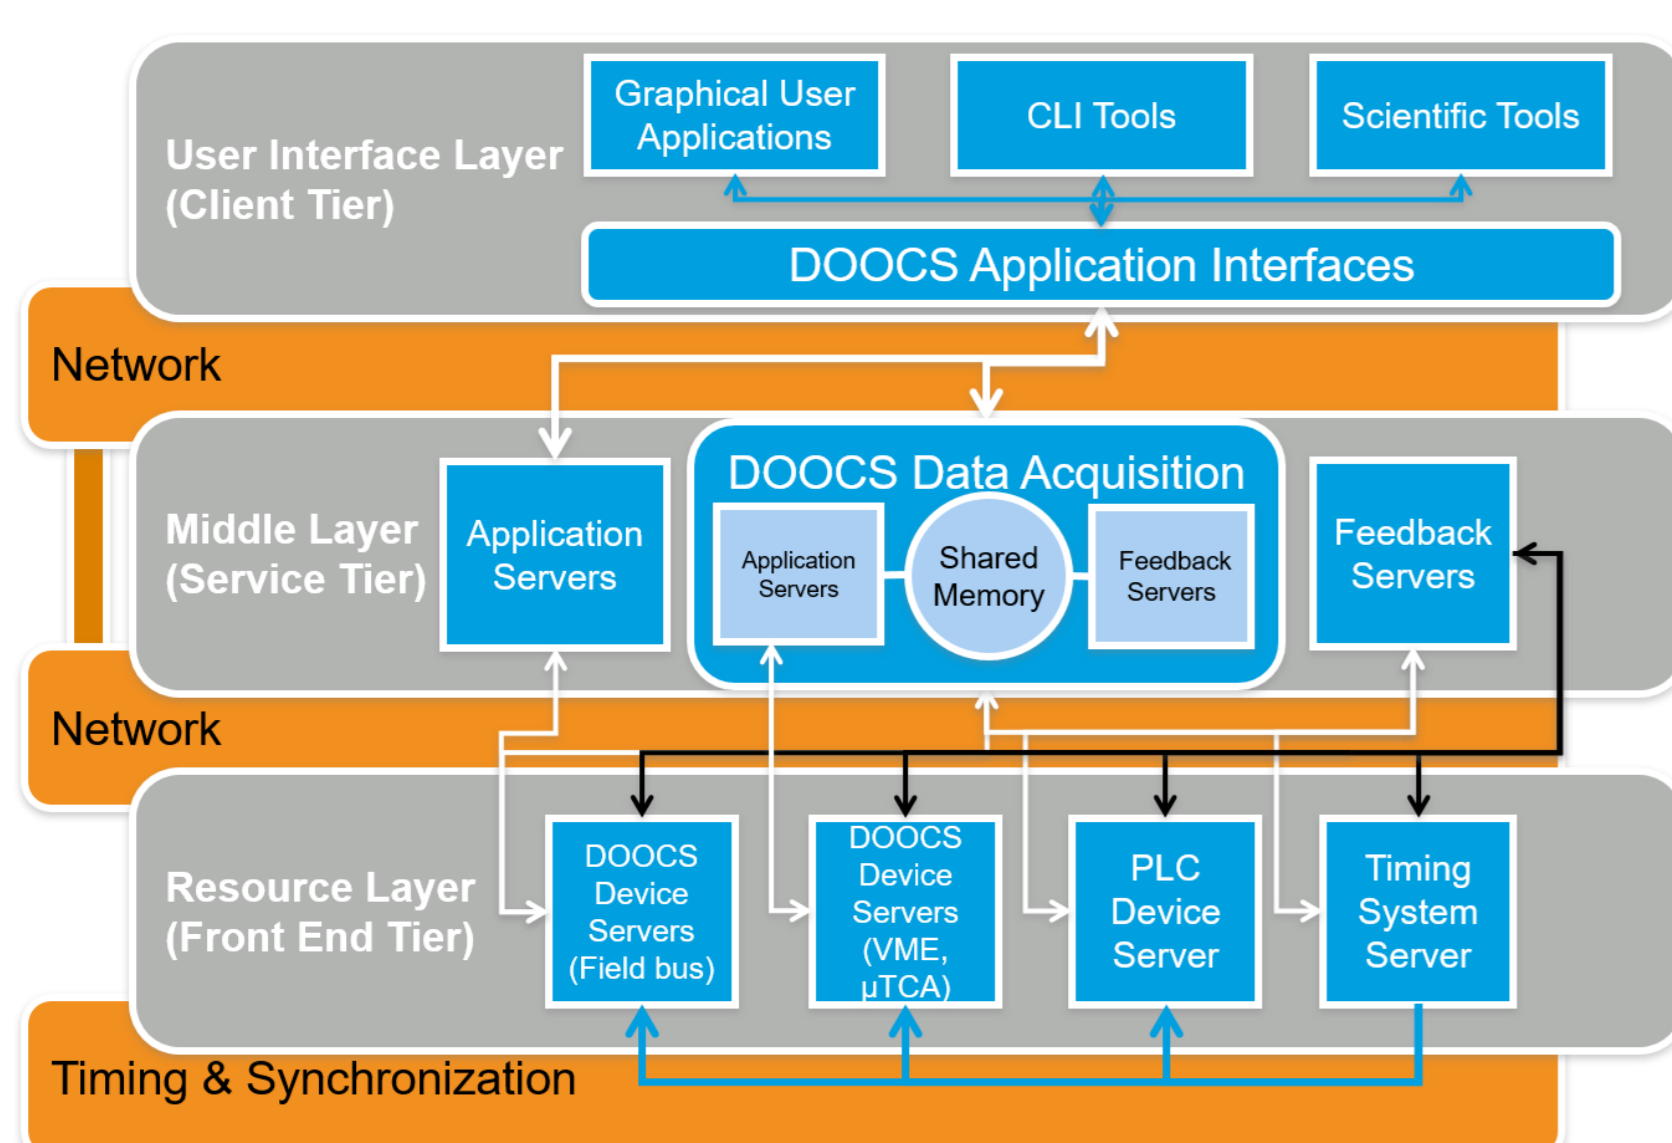 Graphical User
Applications
CLI Tools
Scientific Tools
User Interface Layer
(Client Tier)
DOOCS Application Interfaces
Network
DOOCS Data Acquisition
Middle Layer
(Service Tier)
Application
Servers
Application
Servers
Shared
Memory
Feedback
Servers
Feedback
Servers
Network
Resource Layer
(Front End Tier)
DOOCS
Device
Servers
(Field bus)
DOOCS
Device
Servers
(VME,
µTCA)
PLC
Device
Server
Timing
System
Server
Timing & Synchronization